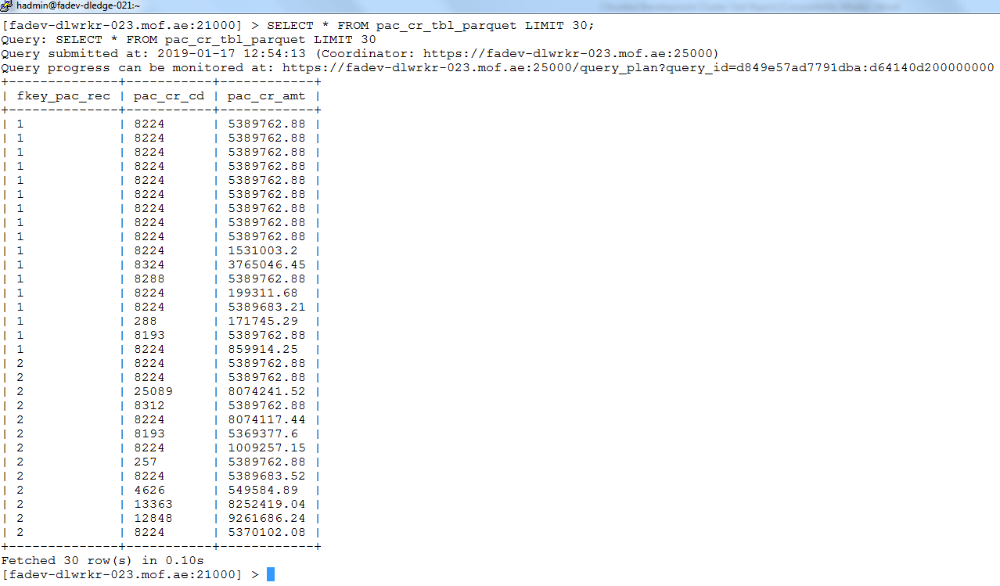 hadmin@fadev-dledge-021:~
[fadev-dlwrkr-023.mof.ae:21000] > SELECT * FROM pac_cr_tbl_parquet LIMIT 30;
Query: SELECT * FROM pac_cr_tbl_parquet LIMIT 30
Query submitted at: 2019-01-17 12:54:13 (Coordinator: https://fadev-dlwrkr-023.mof.ae:25000)
Query progress can be monitored at: https://fadev-dlwrkr-023.mof.ae:25000/query_plan?query_id=d849e57ad7791dba:d64140d200000000
+--------------+-----------+------------+
| fkey_pac_rec | pac_cr_cd | pac_cr_amt |
+--------------+-----------+------------+
| 1            | 8224      | 5389762.88 |
| 1            | 8224      | 5389762.88 |
| 1            | 8224      | 5389762.88 |
| 1            | 8224      | 5389762.88 |
| 1            | 8224      | 5389762.88 |
| 1            | 8224      | 5389762.88 |
| 1            | 8224      | 5389762.88 |
| 1            | 8224      | 5389762.88 |
| 1            | 8224      | 5389762.88 |
| 1            | 8224      | 1531003.2  |
| 1            | 8324      | 3765046.45 |
| 1            | 8288      | 5389762.88 |
| 1            | 8224      | 199311.68  |
| 1            | 8224      | 5389683.21 |
| 1            | 288       | 171745.29  |
| 1            | 8193      | 5389762.88 |
| 1            | 8224      | 859914.25  |
| 2            | 8224      | 5389762.88 |
| 2            | 8224      | 5389762.88 |
| 2            | 25089     | 8074241.52 |
| 2            | 8312      | 5389762.88 |
| 2            | 8224      | 8074117.44 |
| 2            | 8193      | 5369377.6  |
| 2            | 8224      | 1009257.15 |
| 2            | 257       | 5389762.88 |
| 2            | 8224      | 5389683.52 |
| 2            | 4626      | 549584.89  |
| 2            | 13363     | 8252419.04 |
| 2            | 12848     | 9261686.24 |
| 2            | 8224      | 5370102.08 |
+--------------+-----------+------------+
Fetched 30 row(s) in 0.10s
[fadev-dlwrkr-023.mof.ae:21000] >